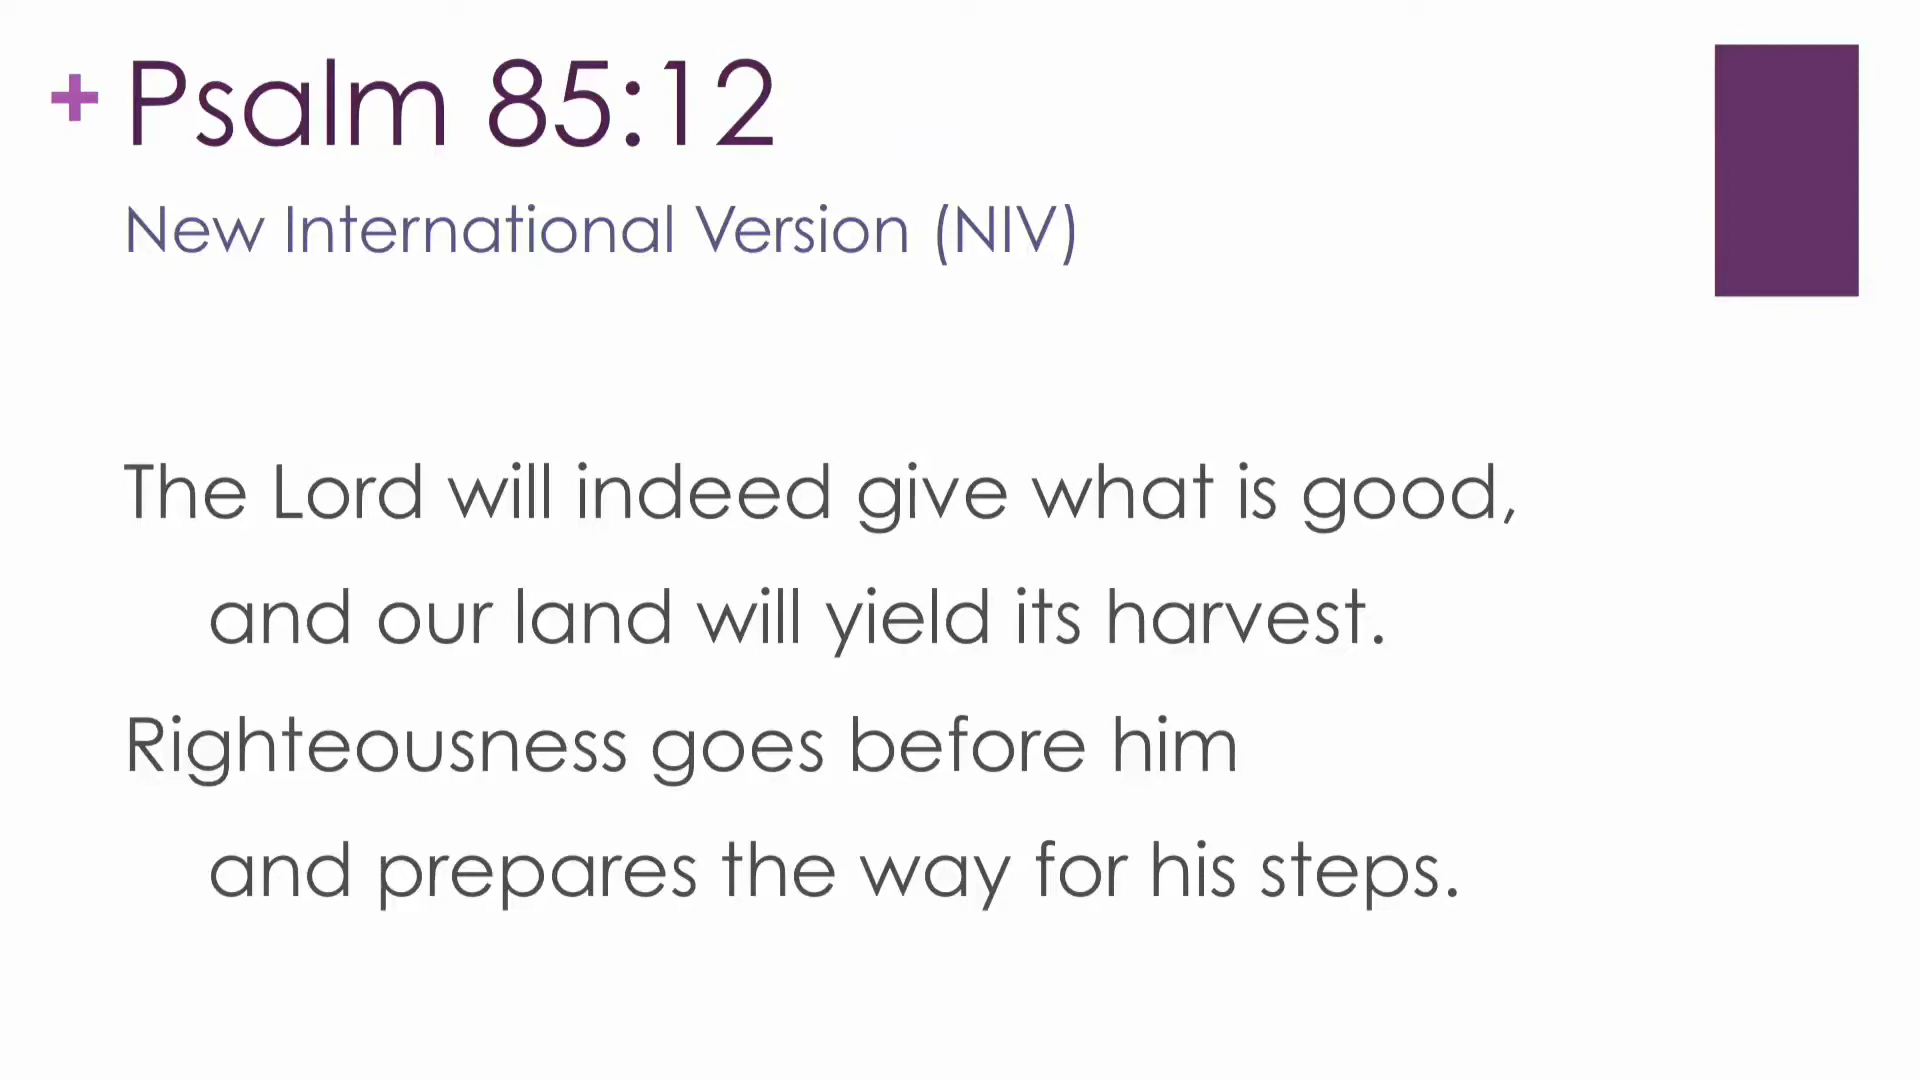 + Psalm 85:12
New International Version (NIV)
The Lord will indeed give what is good,
and our land will yield its harvest.
Righteousness goes before him
and prepares the way for his steps.